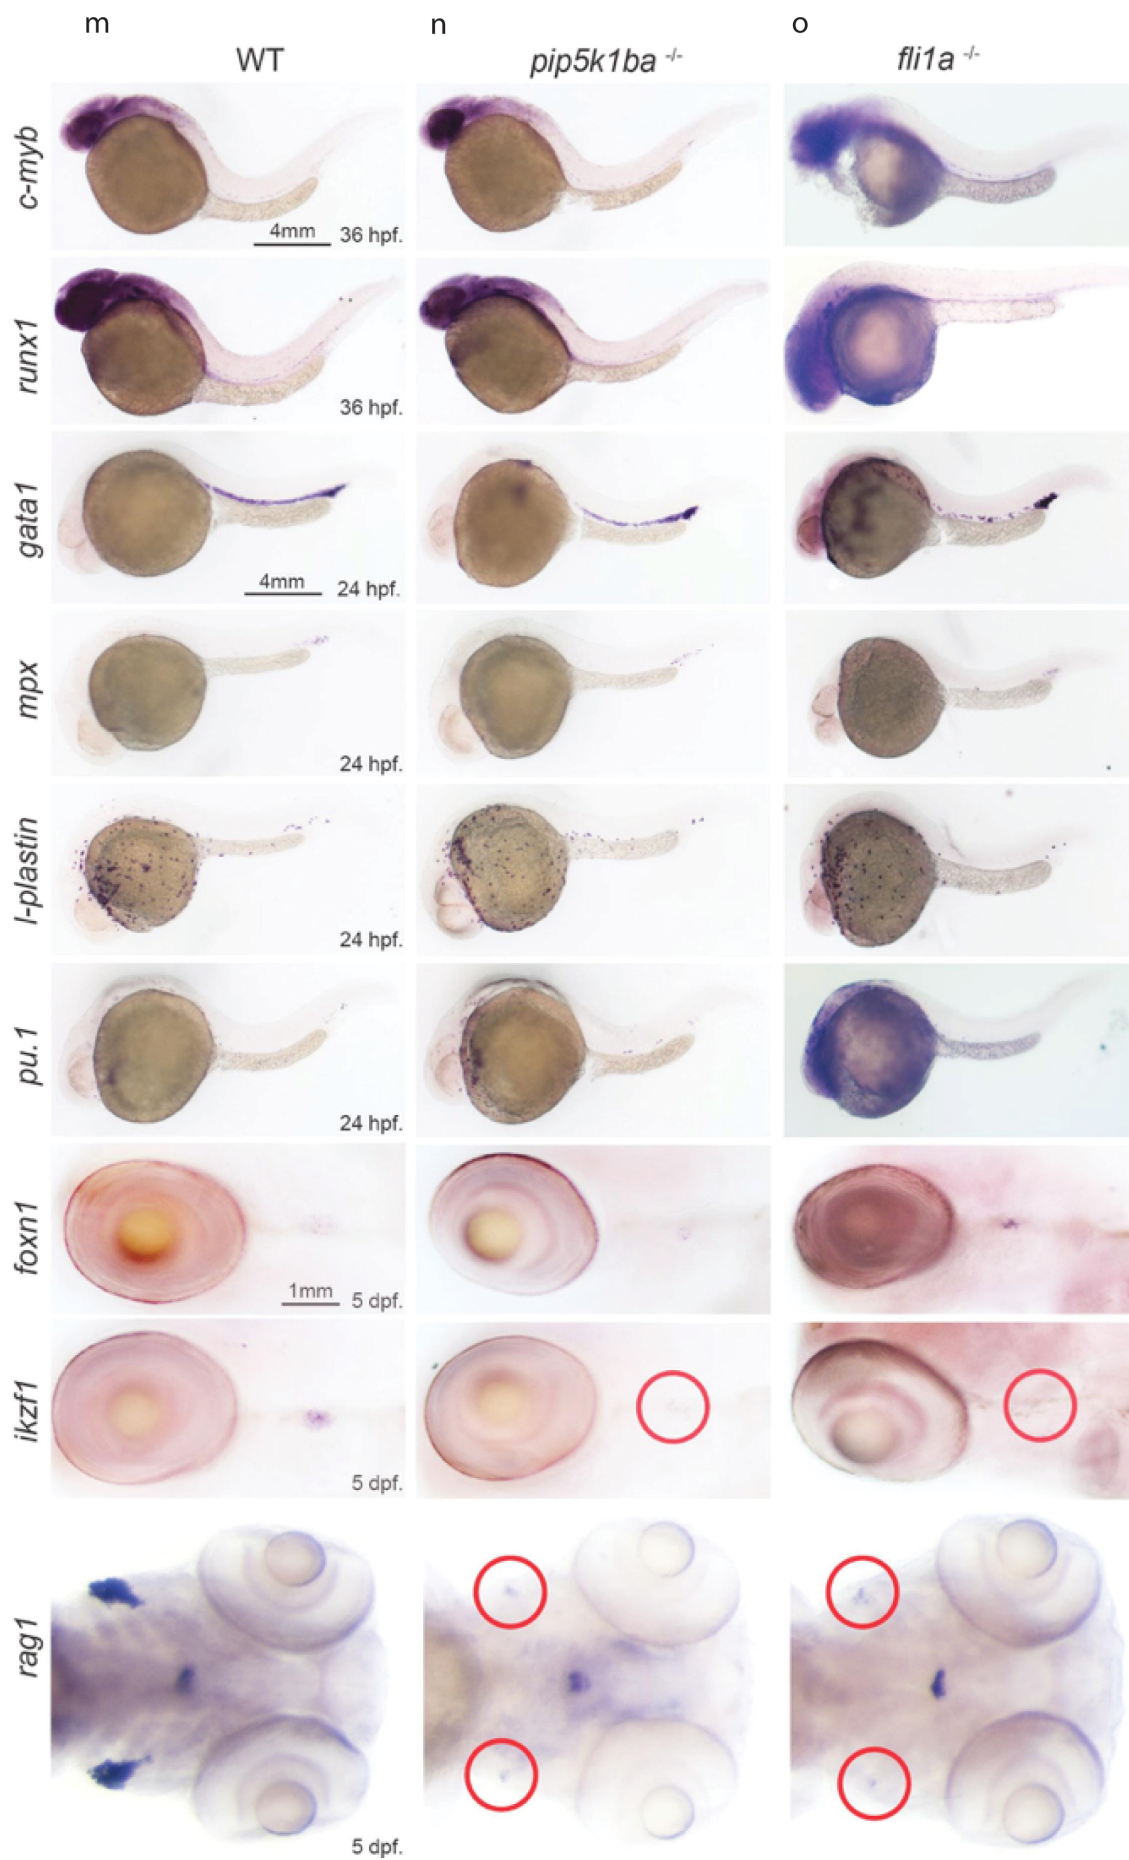 m n o
WT pip5k1ba -/- fli1a -/-
c-myb
4mm 36 hpf.
runx1
36 hpf.
gata1
4mm 24 hpf.
mpx
24 hpf.
l-plastin
24 hpf.
pu.1
24 hpf.
foxn1
1mm 5 dpf.
ikzf1
5 dpf.
rag1
5 dpf.